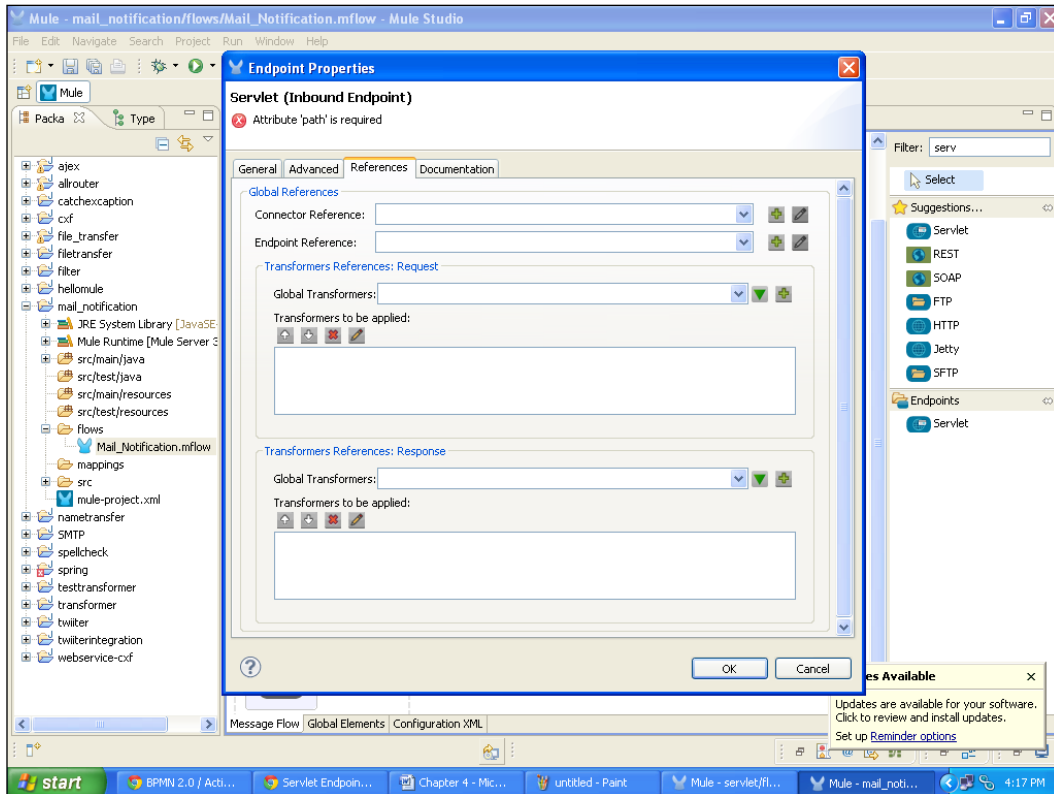 Mule - mail_notification/flows/Mail_Notification.mflow - Mule Studio
File Edit Navigate Search Project Run Window Help
Mule
Packa
Type
ajex
allrouter
catchexcaption
cxf
file_transfer
filetransfer
filter
hellomule
mail_notification
JRE System Library [JavaSE-
Mule Runtime [Mule Server 3
src/main/java
src/test/java
src/main/resources
src/test/resources
flows
Mail_Notification.mflow
mappings
src
mule-project.xml
nametransfer
SMTP
spellcheck
spring
testtransformer
transformer
twiiter
twiiterintegration
webservice-cxf
Endpoint Properties
Servlet (Inbound Endpoint)
Attribute 'path' is required
General Advanced References Documentation
Global References
Connector Reference:
Endpoint Reference:
Transformers References: Request
Global Transformers:
Transformers to be applied:
Transformers References: Response
Global Transformers:
Transformers to be applied:
OK Cancel
Filter: serv
Select
Suggestions...
Servlet
REST
SOAP
FTP
HTTP
Jetty
SFTP
Endpoints
Servlet
Message Flow Global Elements Configuration XML
es Available
Updates are available for your software.
Click to review and install updates.
Set up Reminder options
start
BPMN 2.0 / Acti...
Servlet Endpoin...
Chapter 4 - Mic...
untitled - Paint
Mule - servlet/fl...
Mule - mail_noti...
4:17 PM